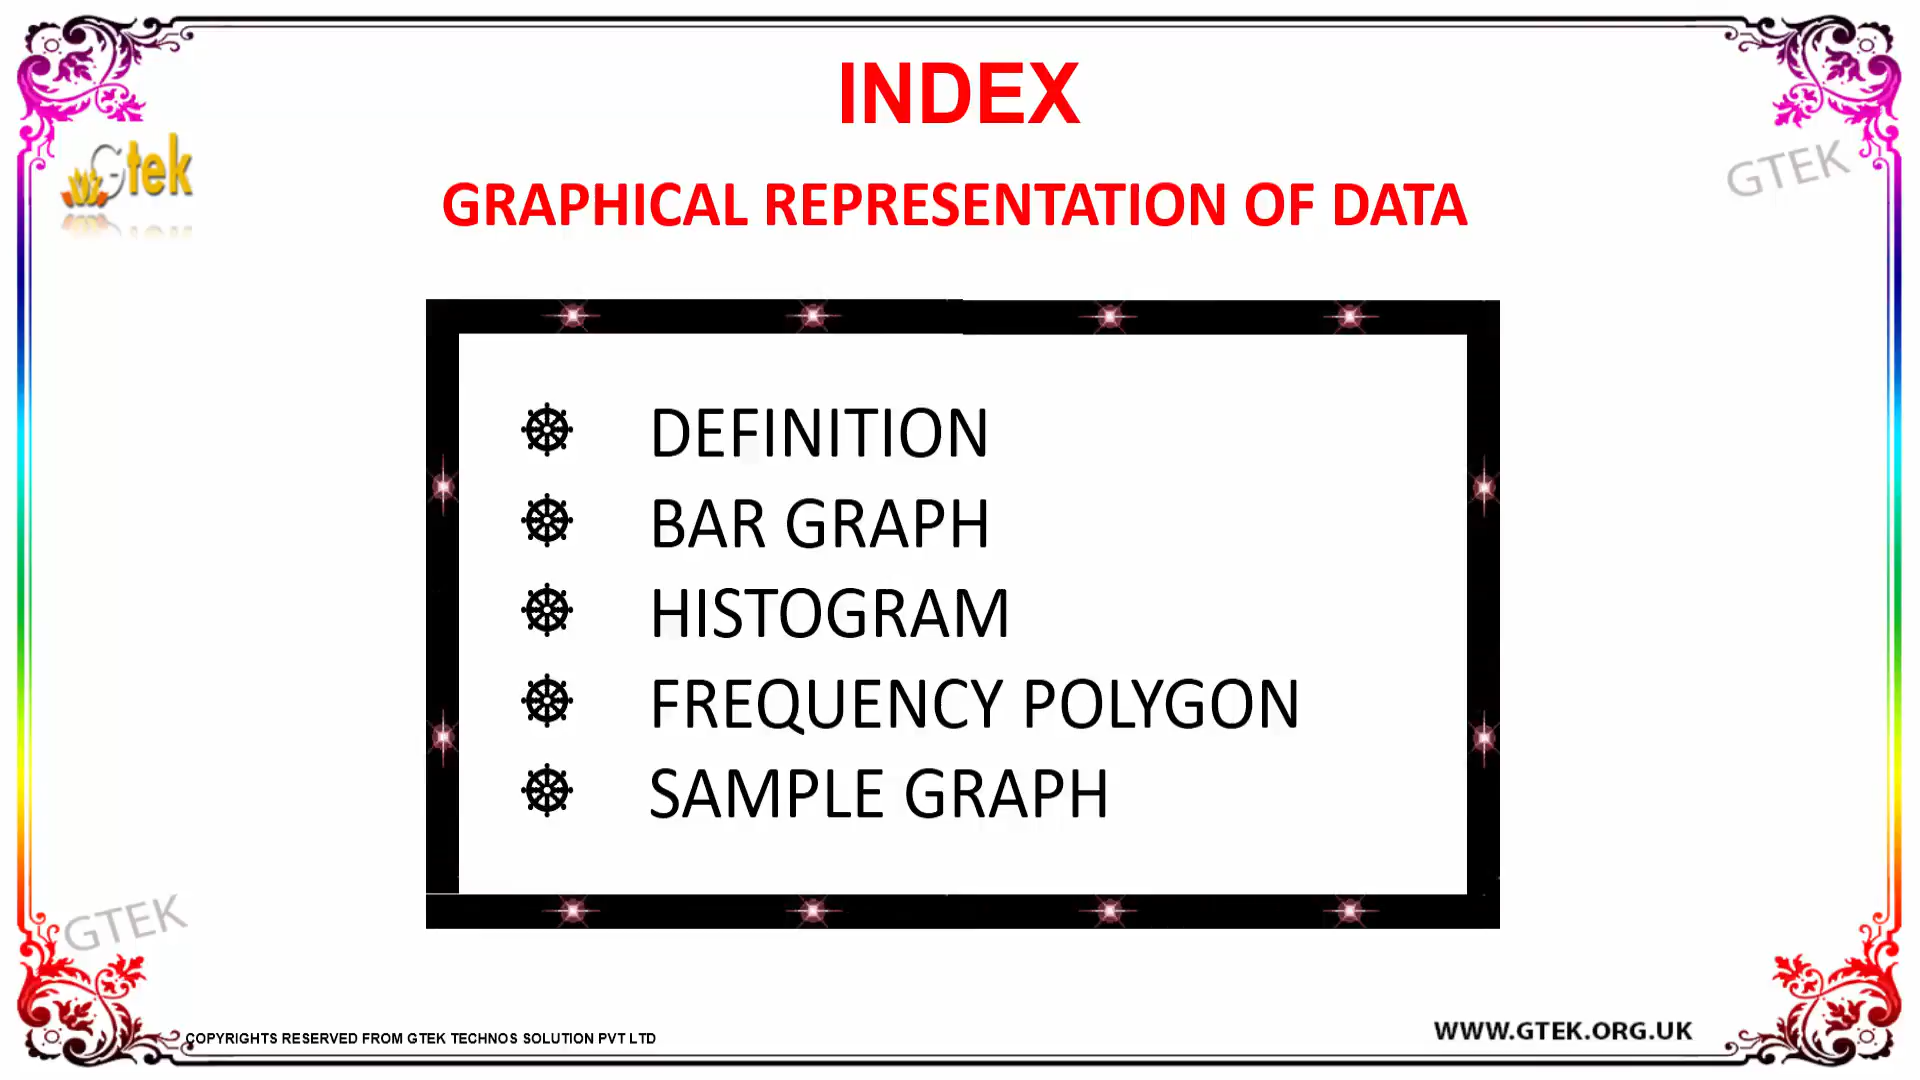 INDEX
Gtek
GTEK
GRAPHICAL REPRESENTATION OF DATA
DEFINITION
BAR GRAPH
HISTOGRAM
FREQUENCY POLYGON
SAMPLE GRAPH
GTEK
COPYRIGHTS RESERVED FROM GTEK TECHNOS SOLUTION PVT LTD
WWW.GTEK.ORG.UK